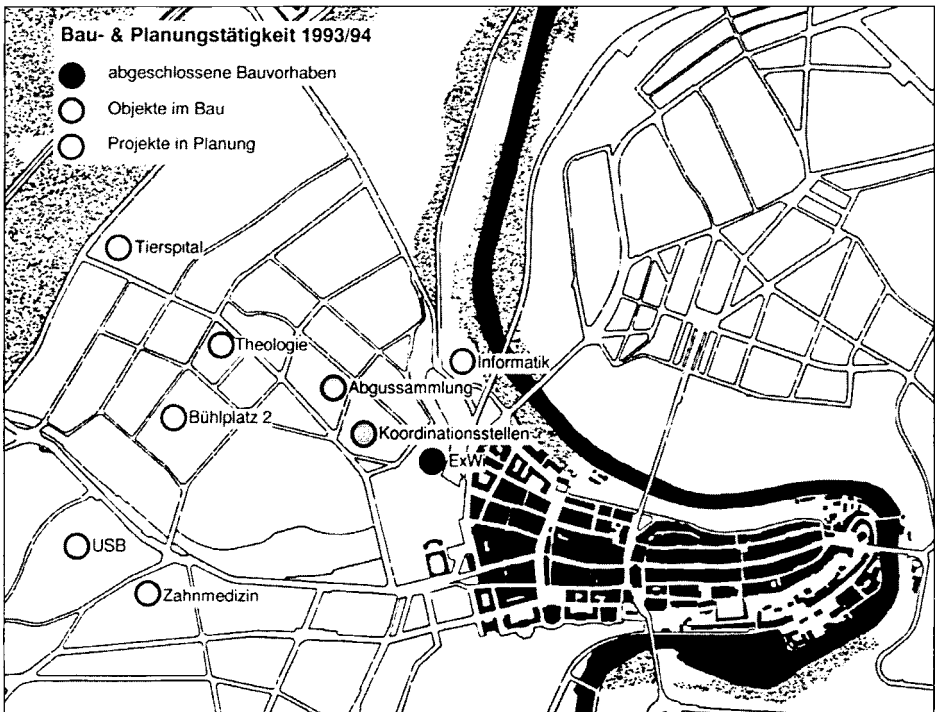 Bau- & Planungstätigkeit 1993/94
abgeschlossene Bauvorhaben
Objekte im Bau
Projekte in Planung
Tierspital
Theologie
Informatik
Abgussammlung
Bühlplatz 2
Koordinationsstellen
ExW
USB
Zahnmedizin